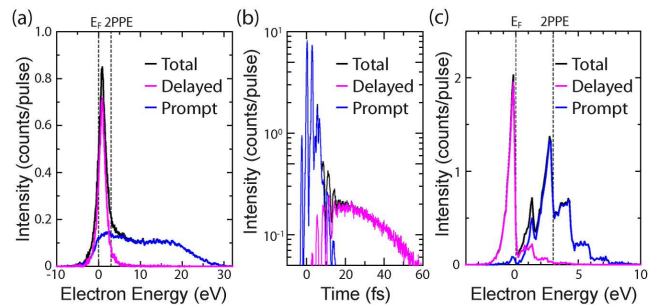 (a)
E_F 2PPE
Total
Delayed
Prompt
Intensity (counts/pulse)
1.0
0.8
0.6
0.4
0.2
0
-10 0 10 20 30
Electron Energy (eV)
(b)
Total
Delayed
Prompt
Intensity (counts/pulse)
10^1
10^0
10^-1
0 20 40 60
Time (fs)
(c)
E_F 2PPE
Total
Delayed
Prompt
Intensity (counts/pulse)
2
1
0
0 5 10
Electron Energy (eV)